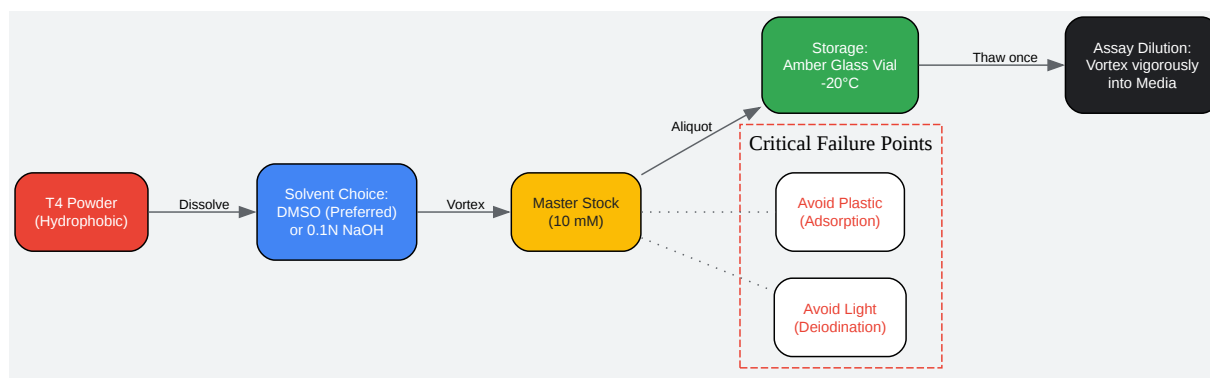 T4 Powder
(Hydrophobic)
Dissolve
Solvent Choice:
DMSO (Preferred)
or 0.1N NaOH
Vortex
Master Stock
(10 mM)
Aliquot
Storage:
Amber Glass Vial
-20°C
Thaw once
Assay Dilution:
Vortex vigorously
into Media
Critical Failure Points
Avoid Plastic
(Adsorption)
Avoid Light
(Deiodination)